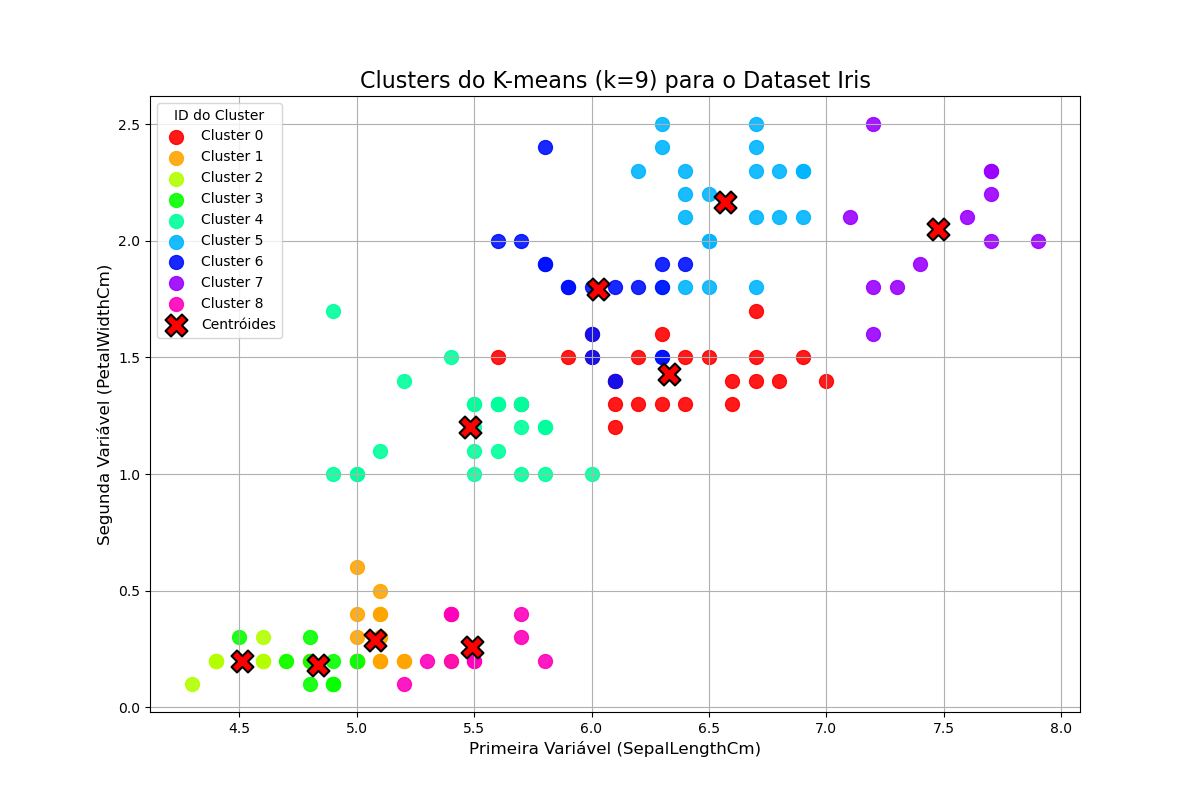 Clusters do K-means (k=9) para o Dataset Iris
ID do Cluster
Cluster 0
Cluster 1
Cluster 2
Cluster 3
Cluster 4
Cluster 5
Cluster 6
Cluster 7
Cluster 8
Centróides
Segunda Variável (PetalWidthCm)
2.5
2.0
1.5
1.0
0.5
0.0
4.5 5.0 5.5 6.0 6.5 7.0 7.5 8.0
Primeira Variável (SepalLengthCm)